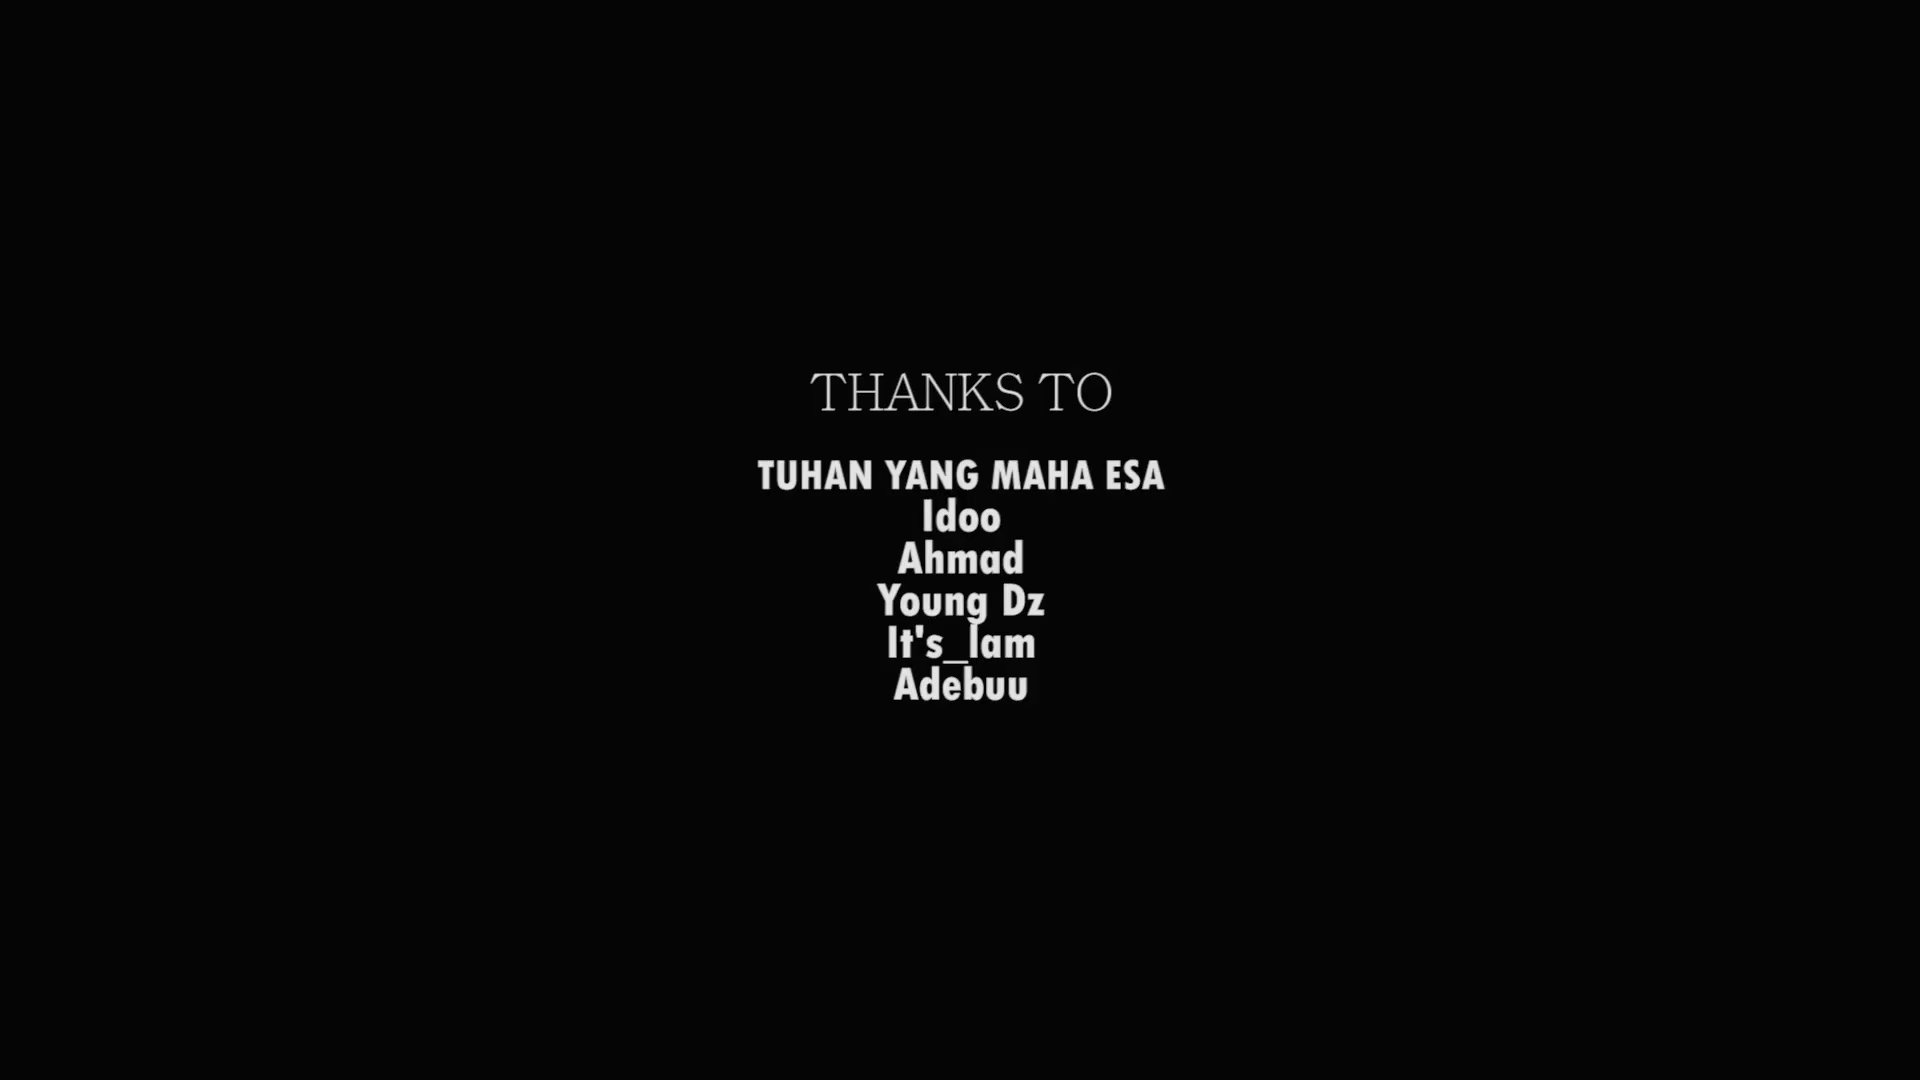 THANKS TO
TUHAN YANG MAHA ESA
Idoo
Ahmad
Young Dz
It's_lam
Adebuu